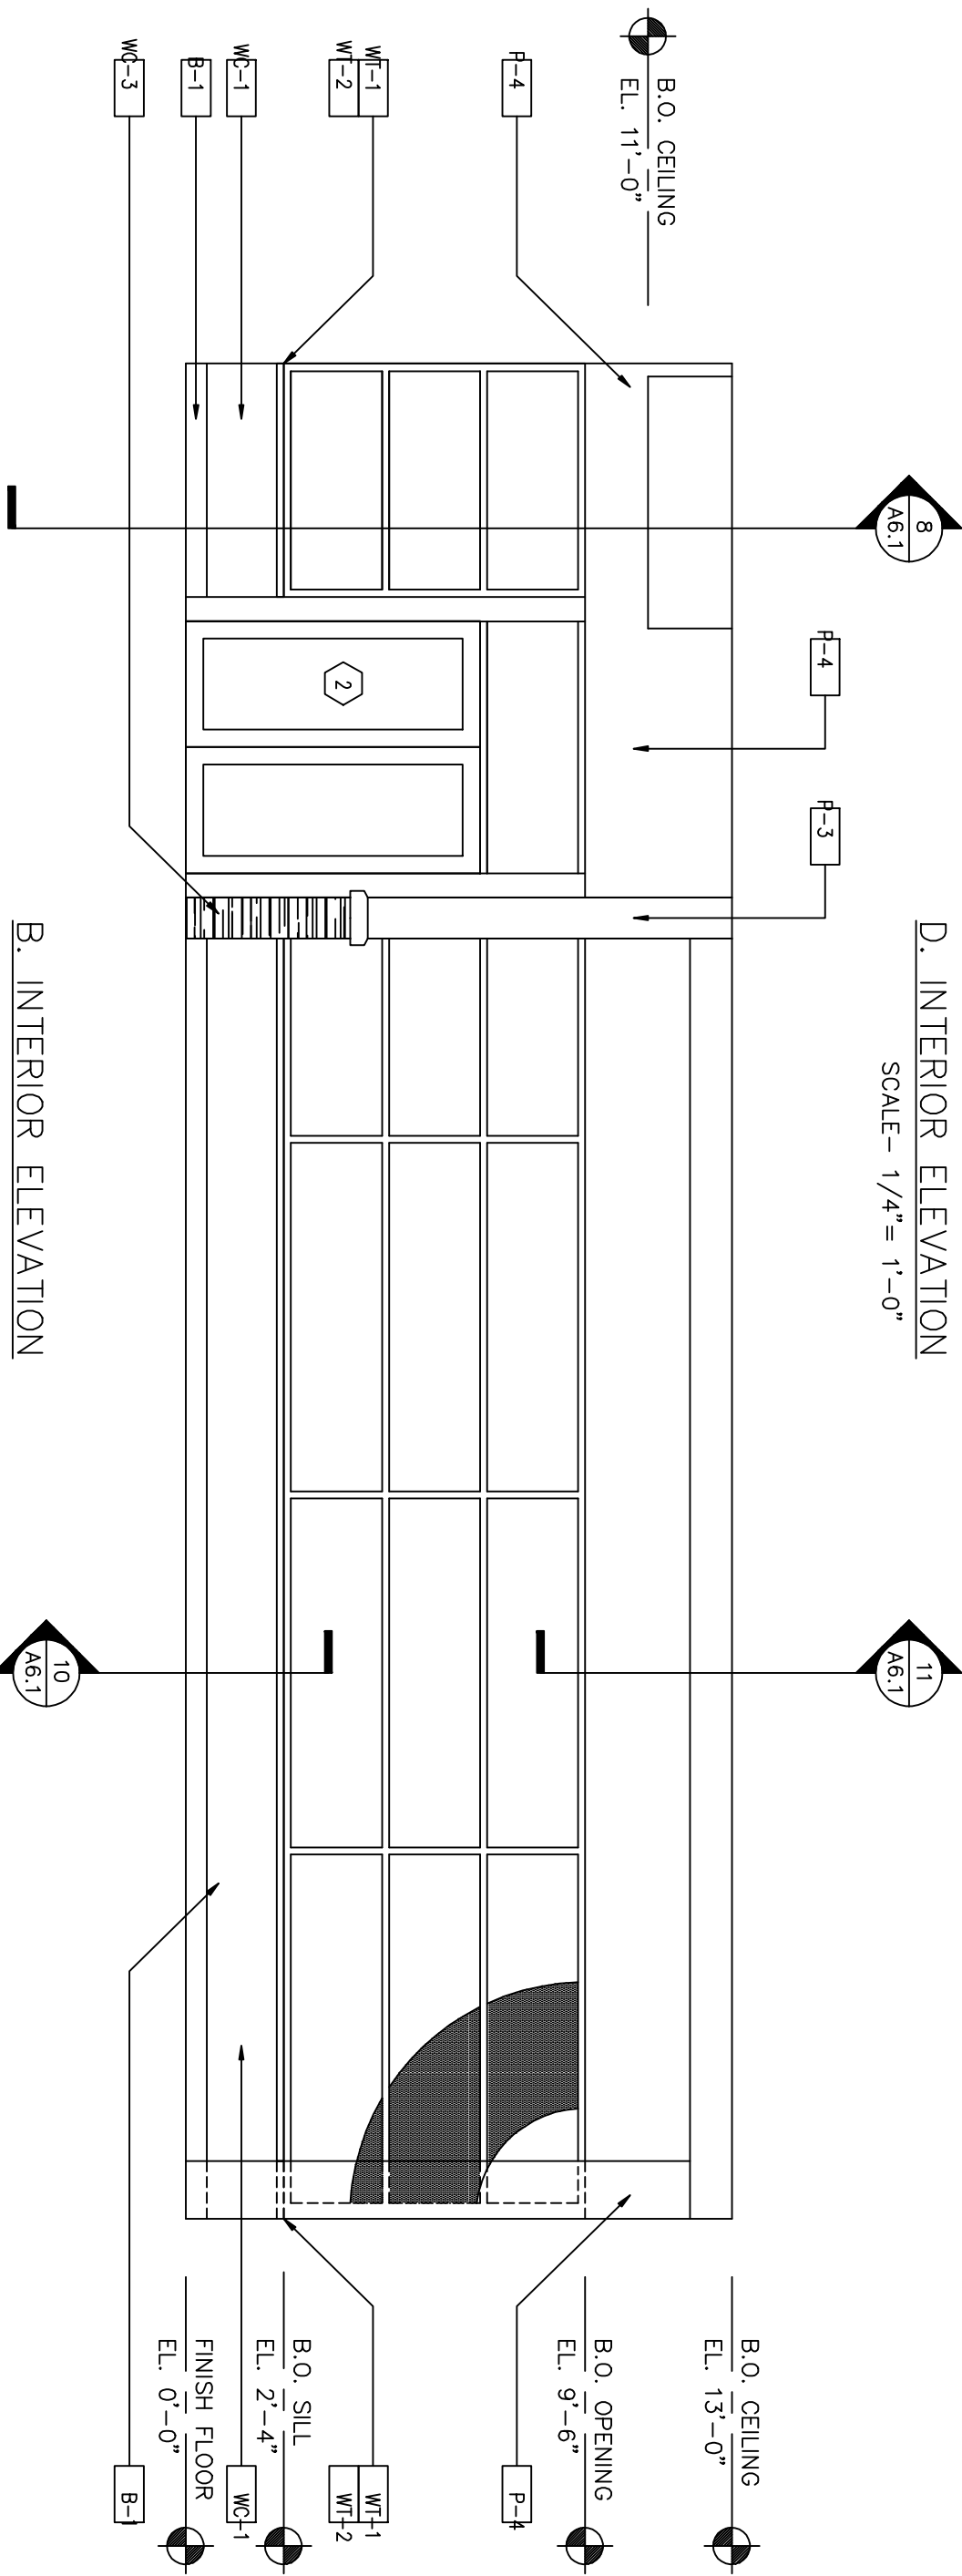 D. INTERIOR ELEVATION
SCALE- 1/4"= 1'-0"
8
A6.1
11
A6.1
P-4
P-3
B.O. CEILING
EL. 11'-0"
B.O. CEILING
EL. 13'-0"
P-4
P-4
B.O. OPENING
EL. 9'-6"
WT-1
WT-2
2
WT-1
WT-2
B.O. SILL
EL. 2'-4"
WC-1
WC-1
B-1
FINISH FLOOR
EL. 0'-0"
WC-3
B-1
10
A6.1
B. INTERIOR ELEVATION